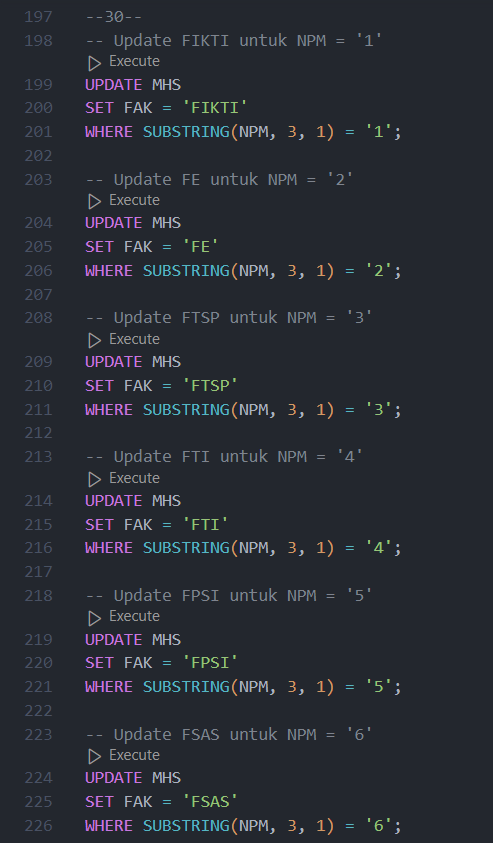 197 --30--
198 -- Update FIKTI untuk NPM = '1'
Execute
199 UPDATE MHS
200 SET FAK = 'FIKTI'
201 WHERE SUBSTRING(NPM, 3, 1) = '1';
202
203 -- Update FE untuk NPM = '2'
Execute
204 UPDATE MHS
205 SET FAK = 'FE'
206 WHERE SUBSTRING(NPM, 3, 1) = '2';
207
208 -- Update FTSP untuk NPM = '3'
Execute
209 UPDATE MHS
210 SET FAK = 'FTSP'
211 WHERE SUBSTRING(NPM, 3, 1) = '3';
212
213 -- Update FTI untuk NPM = '4'
Execute
214 UPDATE MHS
215 SET FAK = 'FTI'
216 WHERE SUBSTRING(NPM, 3, 1) = '4';
217
218 -- Update FPSI untuk NPM = '5'
Execute
219 UPDATE MHS
220 SET FAK = 'FPSI'
221 WHERE SUBSTRING(NPM, 3, 1) = '5';
222
223 -- Update FSAS untuk NPM = '6'
Execute
224 UPDATE MHS
225 SET FAK = 'FSAS'
226 WHERE SUBSTRING(NPM, 3, 1) = '6';